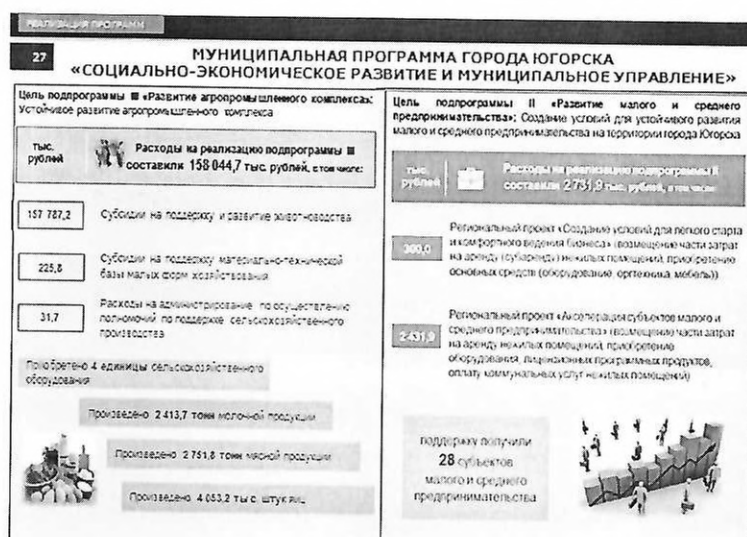 РЕАЛИЗАЦИЯ ПРОГРАММ
27
МУНИЦИПАЛЬНАЯ ПРОГРАММА ГОРОДА ЮГОРСКА
«СОЦИАЛЬНО-ЭКОНОМИЧЕСКОЕ РАЗВИТИЕ И МУНИЦИПАЛЬНОЕ УПРАВЛЕНИЕ»
Цель подпрограммы III «Развитие агропромышленного комплекса»:
Устойчивое развитие агропромышленного комплекса
тыс.
рублей
Расходы на реализацию подпрограммы III
составили 158 044,7 тыс. рублей, в том числе:
157 787,2
Субсидии на поддержку и развитие животноводства
225,8
Субсидии на поддержку материально-технической
базы малых форм хозяйствования
31,7
Расходы на администрирование по осуществлению
полномочий по поддержке сельскохозяйственного
производства
Приобретено 4 единицы сельскохозяйственного
оборудования
Произведено 2 413,7 тонн молочной продукции
Произведено 2 751,8 тонн мясной продукции
Произведено 4 053,2 тыс. штук яиц
Цель подпрограммы II «Развитие малого и среднего
предпринимательства»: Создание условий для устойчивого развития
малого и среднего предпринимательства на территории города Югорска
тыс.
рублей
Расходы на реализацию подпрограммы II
составили 2 731,9 тыс. рублей, в том числе:
300,0
Региональный проект «Создание условий для легкого старта
и комфортного ведения бизнеса» (возмещение части затрат
на аренду (субаренду) нежилых помещений, приобретение
основных средств (оборудование, оргтехника, мебель))
2 431,9
Региональный проект «Акселерация субъектов малого и
среднего предпринимательства» (возмещение части затрат
на аренду нежилых помещений, приобретение
оборудования, лицензионных программных продуктов,
оплату коммунальных услуг нежилых помещений)
поддержку получили
28 субъектов
малого и среднего
предпринимательства